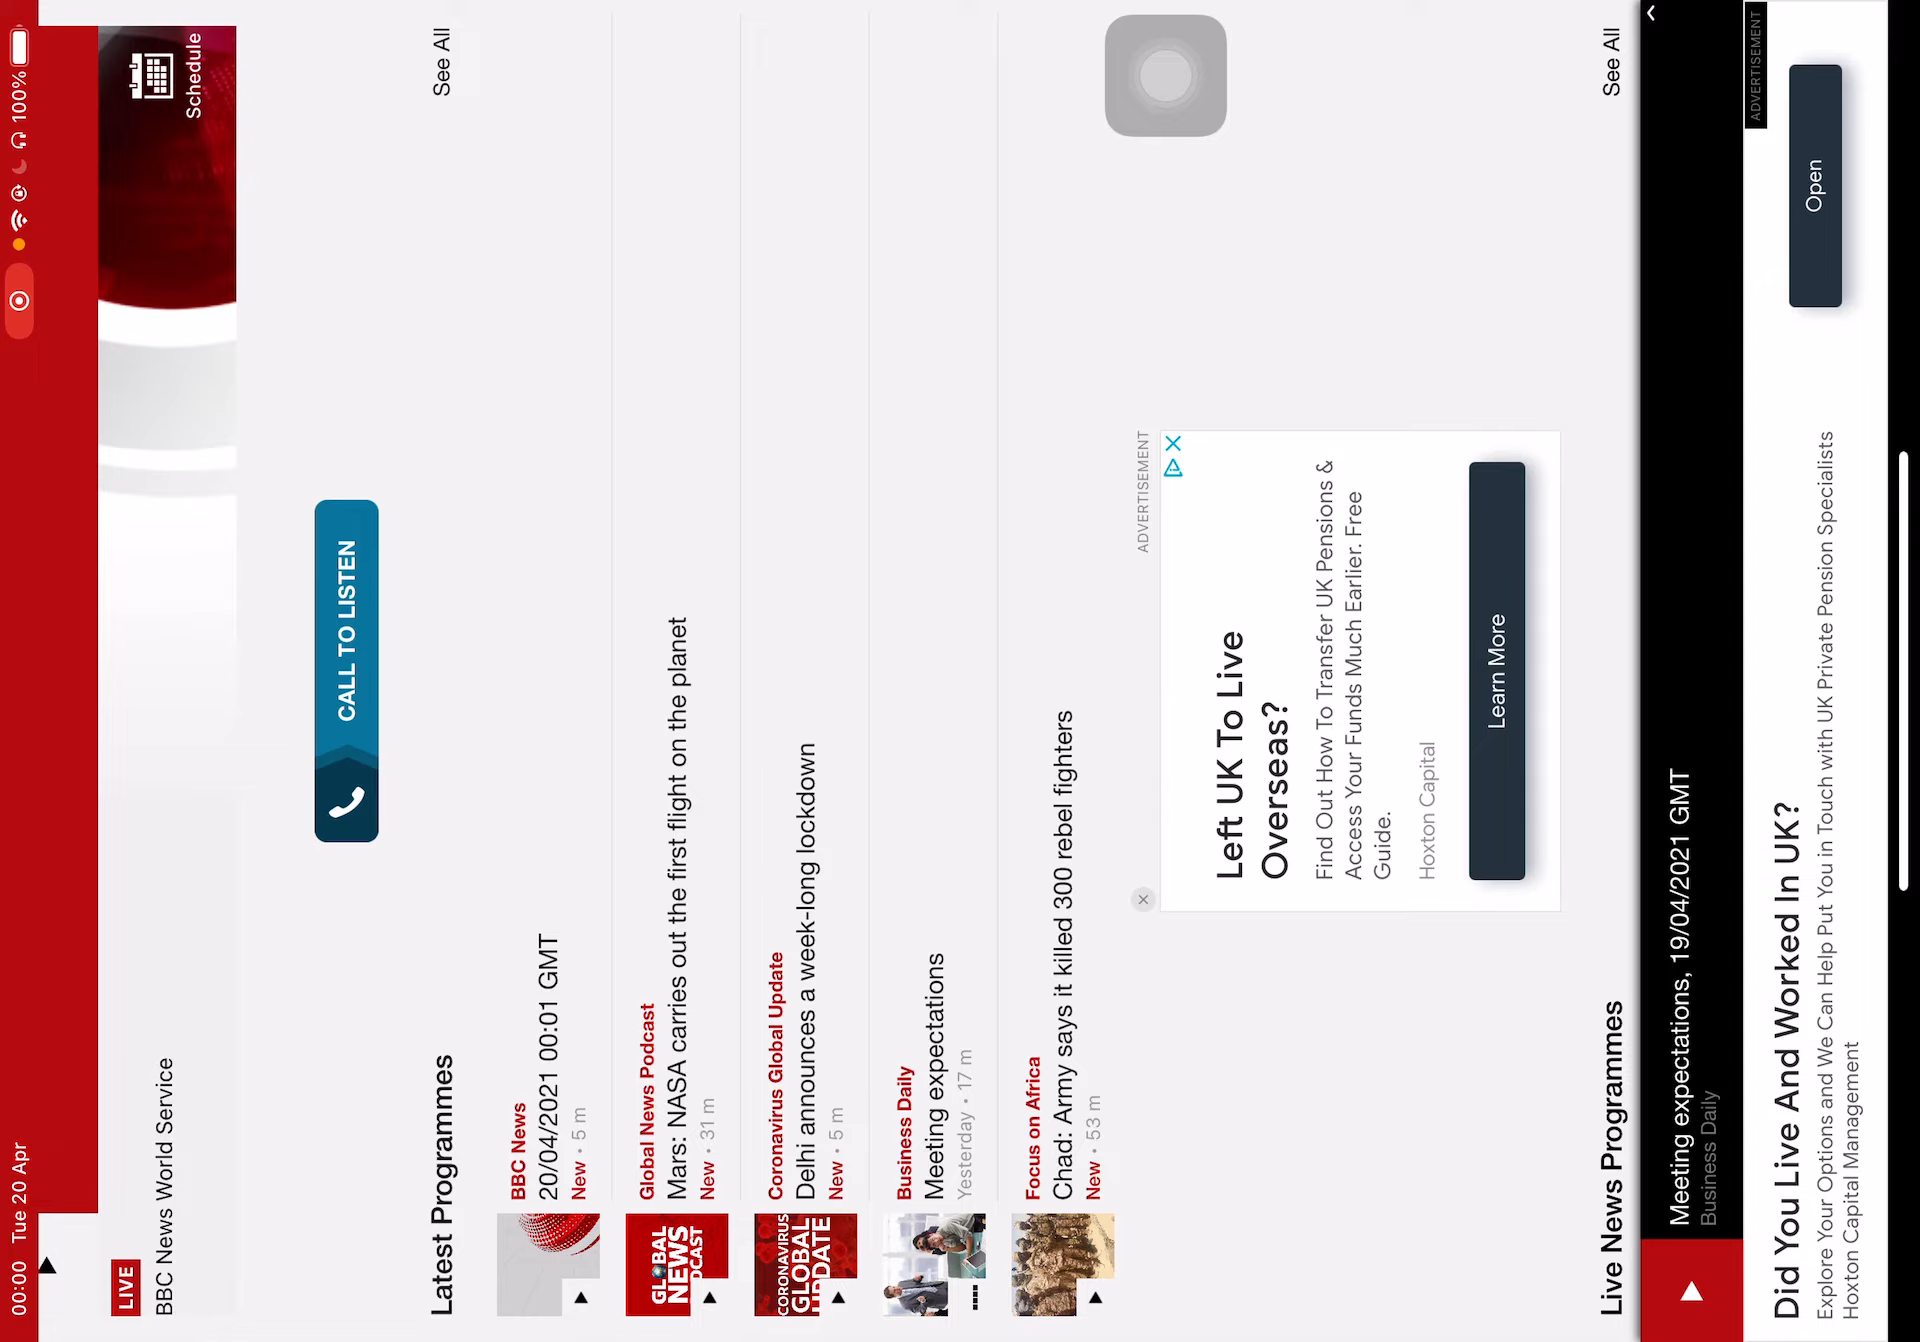 00:00 Tue 20 Apr
100%
LIVE
BBC News World Service
Schedule
CALL TO LISTEN
Latest Programmes
See All
BBC News
20/04/2021 00:01 GMT
New • 5 m
GLOBAL
NEWS
PODCAST
Global News Podcast
Mars: NASA carries out the first flight on the planet
New • 31 m
CORONAVIRUS
GLOBAL
UPDATE
Coronavirus Global Update
Delhi announces a week-long lockdown
New • 5 m
Business Daily
Meeting expectations
Yesterday • 17 m
Focus on Africa
Chad: Army says it killed 300 rebel fighters
New • 53 m
ADVERTISEMENT
Left UK To Live
Overseas?
Find Out How To Transfer UK Pensions &
Access Your Funds Much Earlier. Free
Guide.
Hoxton Capital
Learn More
Live News Programmes
See All
Meeting expectations, 19/04/2021 GMT
Business Daily
ADVERTISEMENT
Did You Live And Worked In UK?
Explore Your Options and We Can Help Put You in Touch with UK Private Pension Specialists
Hoxton Capital Management
Open